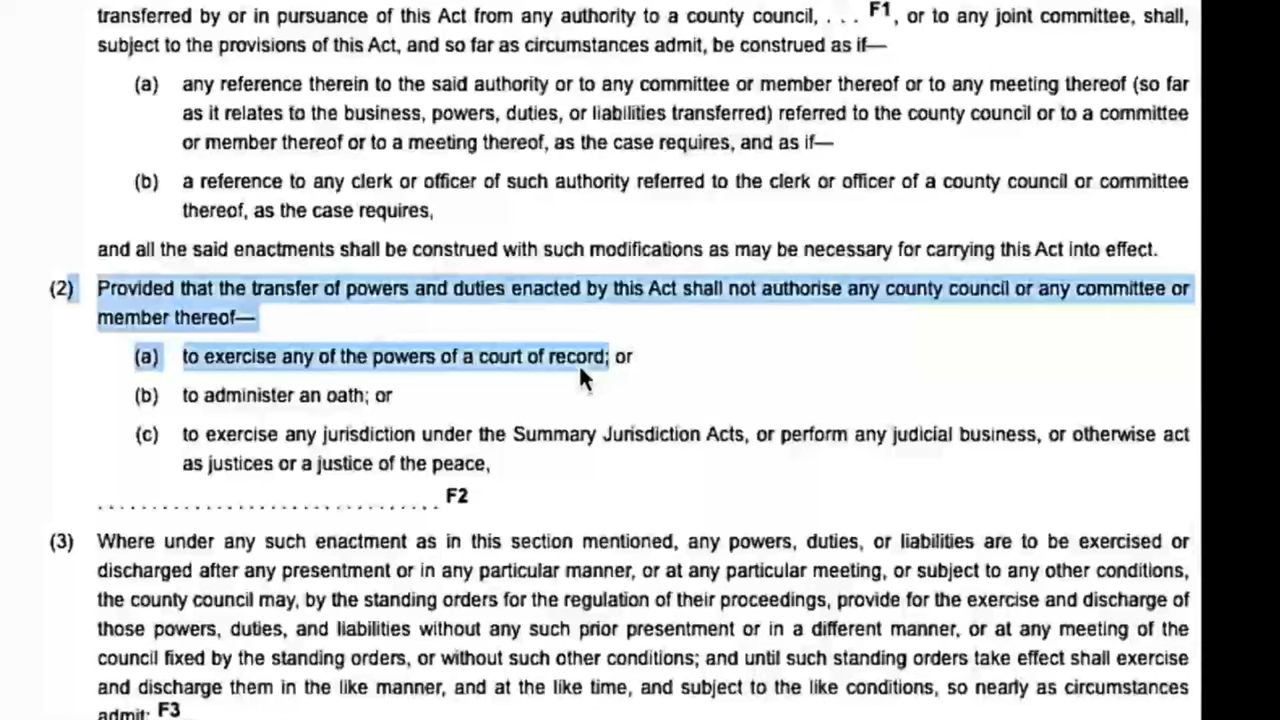 transferred by or in pursuance of this Act from any authority to a county council, . . . F1, or to any joint committee, shall,
subject to the provisions of this Act, and so far as circumstances admit, be construed as if—
(a) any reference therein to the said authority or to any committee or member thereof or to any meeting thereof (so far
as it relates to the business, powers, duties, or liabilities transferred) referred to the county council or to a committee
or member thereof or to a meeting thereof, as the case requires, and as if—
(b) a reference to any clerk or officer of such authority referred to the clerk or officer of a county council or committee
thereof, as the case requires,
and all the said enactments shall be construed with such modifications as may be necessary for carrying this Act into effect.
(2) Provided that the transfer of powers and duties enacted by this Act shall not authorise any county council or any committee or
member thereof—
(a) to exercise any of the powers of a court of record; or
(b) to administer an oath; or
(c) to exercise any jurisdiction under the Summary Jurisdiction Acts, or perform any judicial business, or otherwise act
as justices or a justice of the peace,
. . . . . . . . . . . . . . . . . . . . . . . . . . . . . . . . F2
(3) Where under any such enactment as in this section mentioned, any powers, duties, or liabilities are to be exercised or
discharged after any presentment or in any particular manner, or at any particular meeting, or subject to any other conditions,
the county council may, by the standing orders for the regulation of their proceedings, provide for the exercise and discharge of
those powers, duties, and liabilities without any such prior presentment or in a different manner, or at any meeting of the
council fixed by the standing orders, or without such other conditions; and until such standing orders take effect shall exercise
and discharge them in the like manner, and at the like time, and subject to the like conditions, so nearly as circumstances
admit: F3